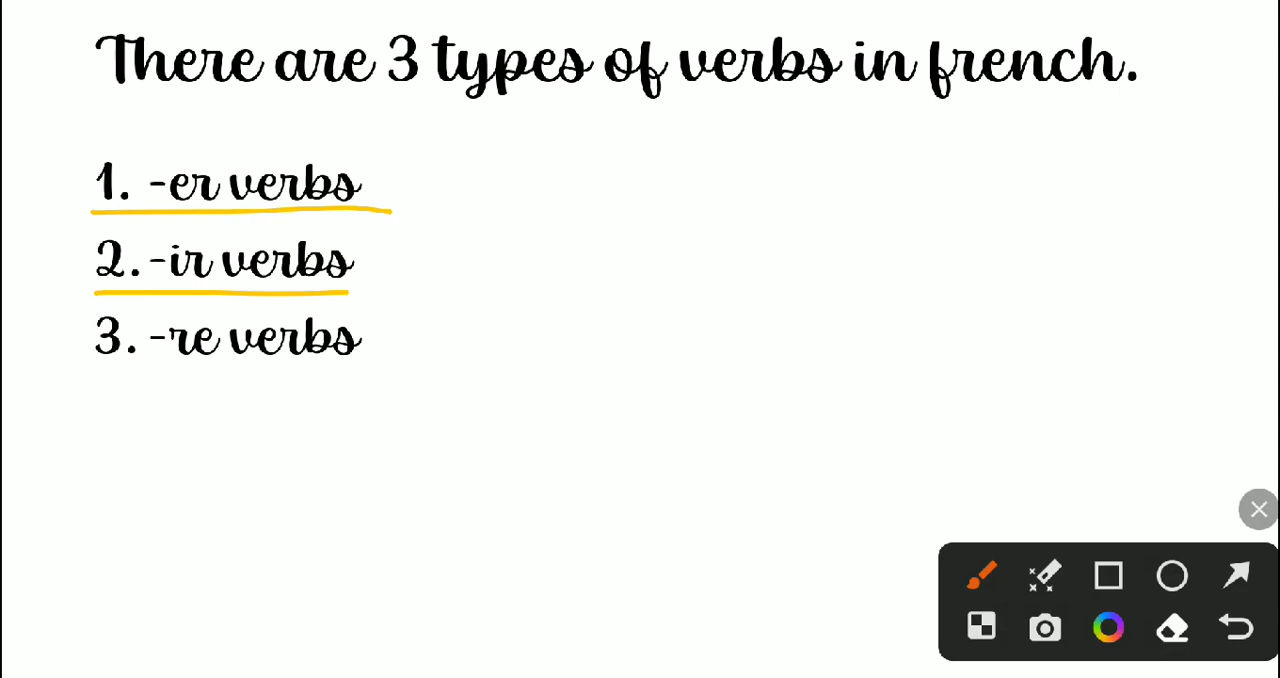 There are 3 types of verbs in french.
1. -er verbs
2. -ir verbs
3. -re verbs